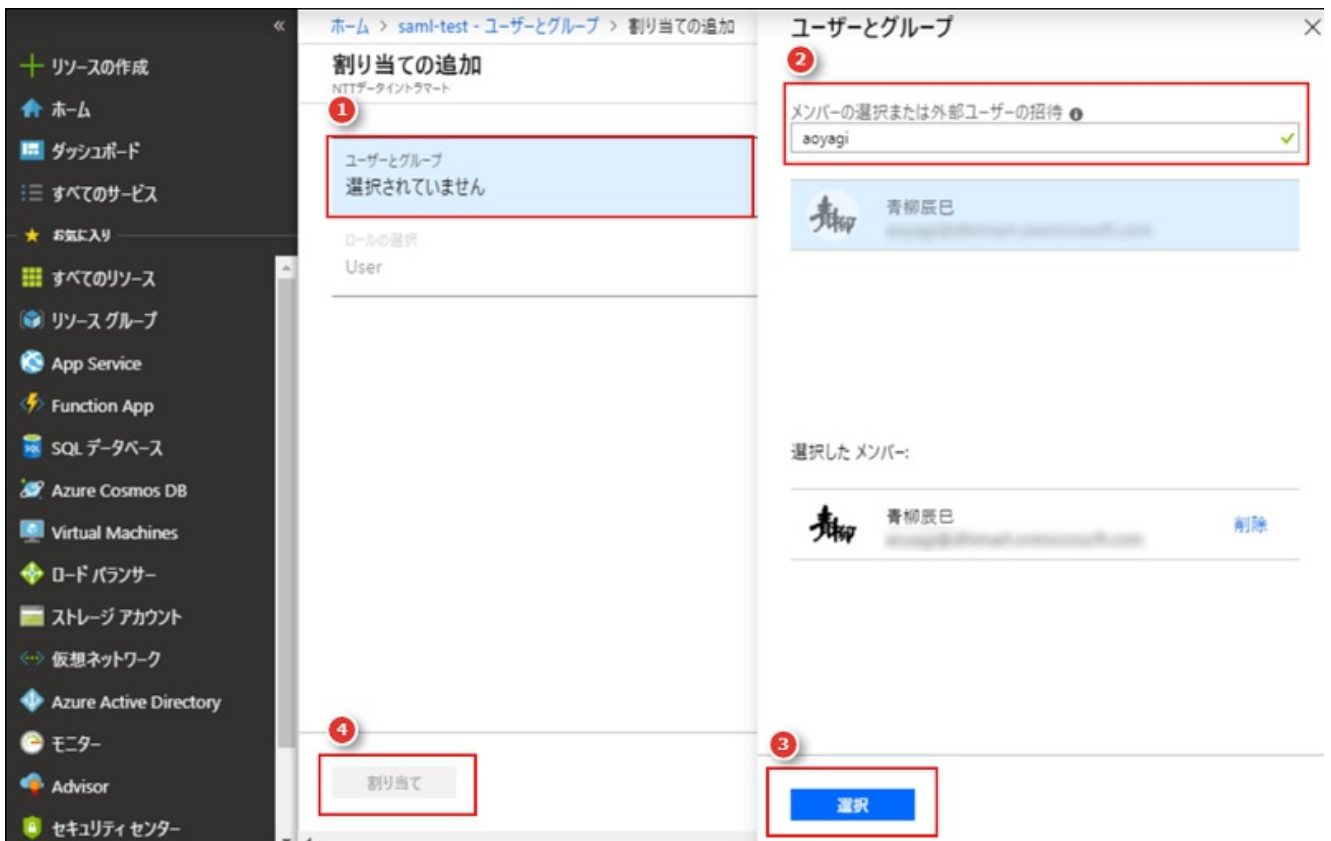 «
リソースの作成
ホーム
ダッシュボード
すべてのサービス
お気に入り
すべてのリソース
リソース グループ
App Service
Function App
SQL データベース
Azure Cosmos DB
Virtual Machines
ロード バランサー
ストレージ アカウント
仮想ネットワーク
Azure Active Directory
モニター
Advisor
セキュリティ センター
ホーム > saml-test - ユーザーとグループ > 割り当ての追加
割り当ての追加
NTTデータイントラマート
1
ユーザーとグループ
選択されていません
ロールの選択
User
4
割り当て
ユーザーとグループ
2
メンバーの選択または外部ユーザーの招待
aoyagi
青柳
青柳辰巳
選択した メンバー:
青柳
青柳辰巳
削除
3
選択